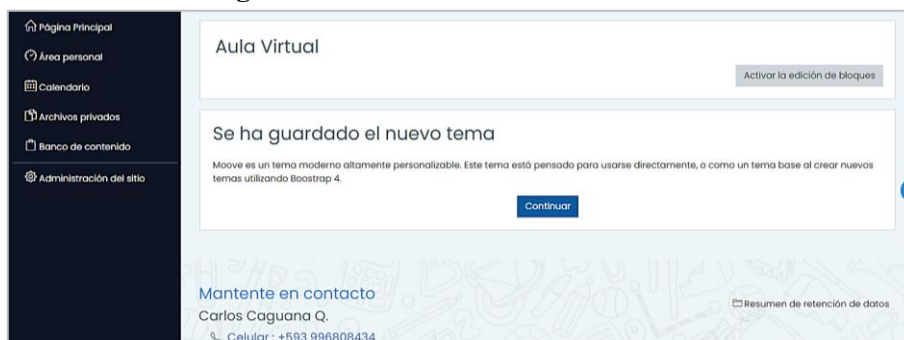 Página Principal
Área personal
Calendario
Archivos privados
Banco de contenido
Administración del sitio
Aula Virtual
Activar la edición de bloques
Se ha guardado el nuevo tema
Moove es un tema moderno altamente personalizable. Este tema está pensado para usarse directamente, o como un tema base al crear nuevos
temas utilizando Boostrap 4.
Continuar
Mantente en contacto
Carlos Caguana Q.
Celular : +593 996808434
Resumen de retención de datos